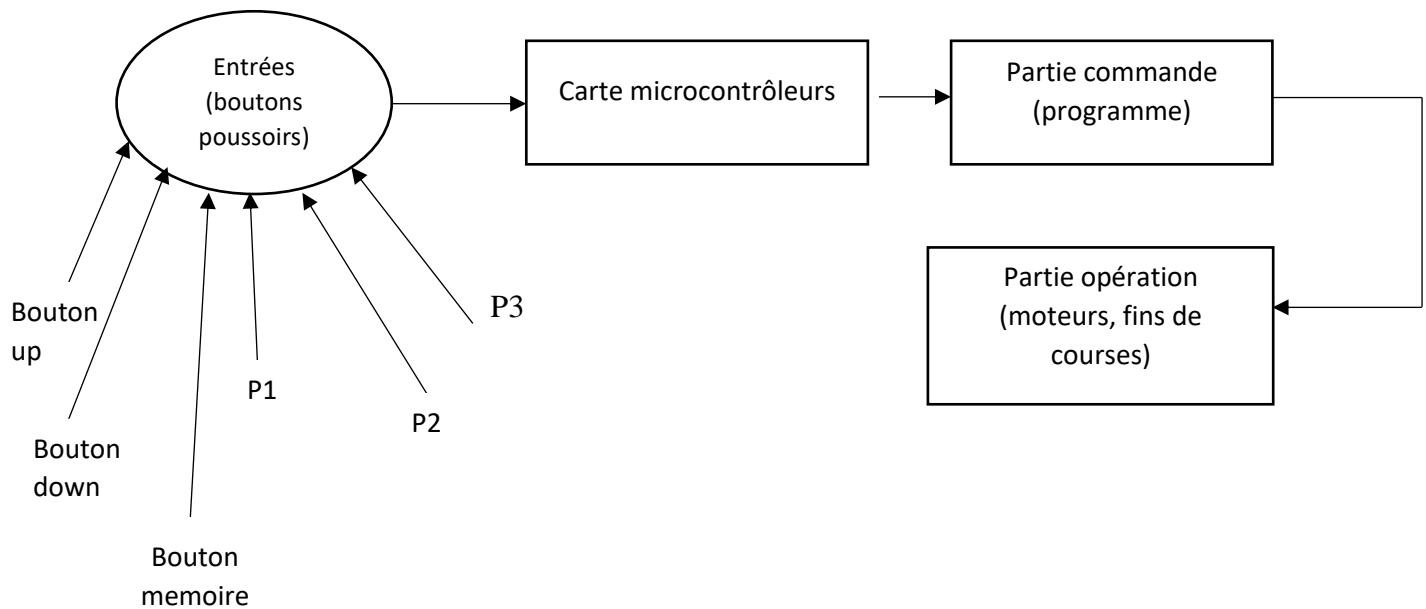 Entrées
(boutons
poussoirs)
Carte microcontrôleurs
Partie commande
(programme)
Partie opération
(moteurs, fins de
courses)
Bouton
up
Bouton
down
Bouton
memoire
P1
P2
P3